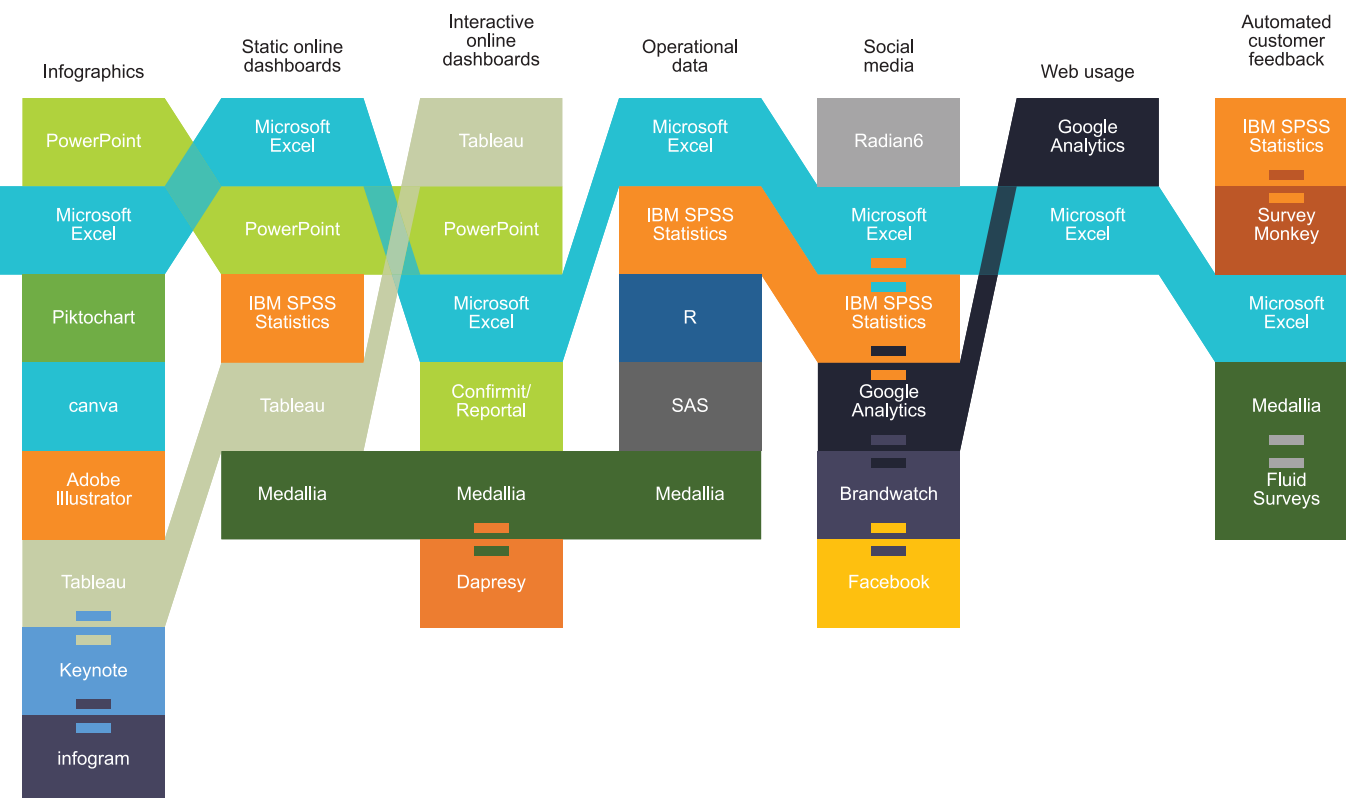 Infographics
PowerPoint
Microsoft
Excel
Piktochart
canva
Adobe
Illustrator
Tableau
Keynote
infogram
Static online
dashboards
Microsoft
Excel
PowerPoint
IBM SPSS
Statistics
Tableau
Medallia
Interactive
online
dashboards
Tableau
PowerPoint
Microsoft
Excel
Confirmit/
Reportal
Medallia
Dapresy
Operational
data
Microsoft
Excel
IBM SPSS
Statistics
R
SAS
Medallia
Social
media
Radian6
Microsoft
Excel
IBM SPSS
Statistics
Google
Analytics
Brandwatch
Facebook
Web usage
Google
Analytics
Microsoft
Excel
Automated
customer
feedback
IBM SPSS
Statistics
Survey
Monkey
Microsoft
Excel
Medallia
Fluid
Surveys